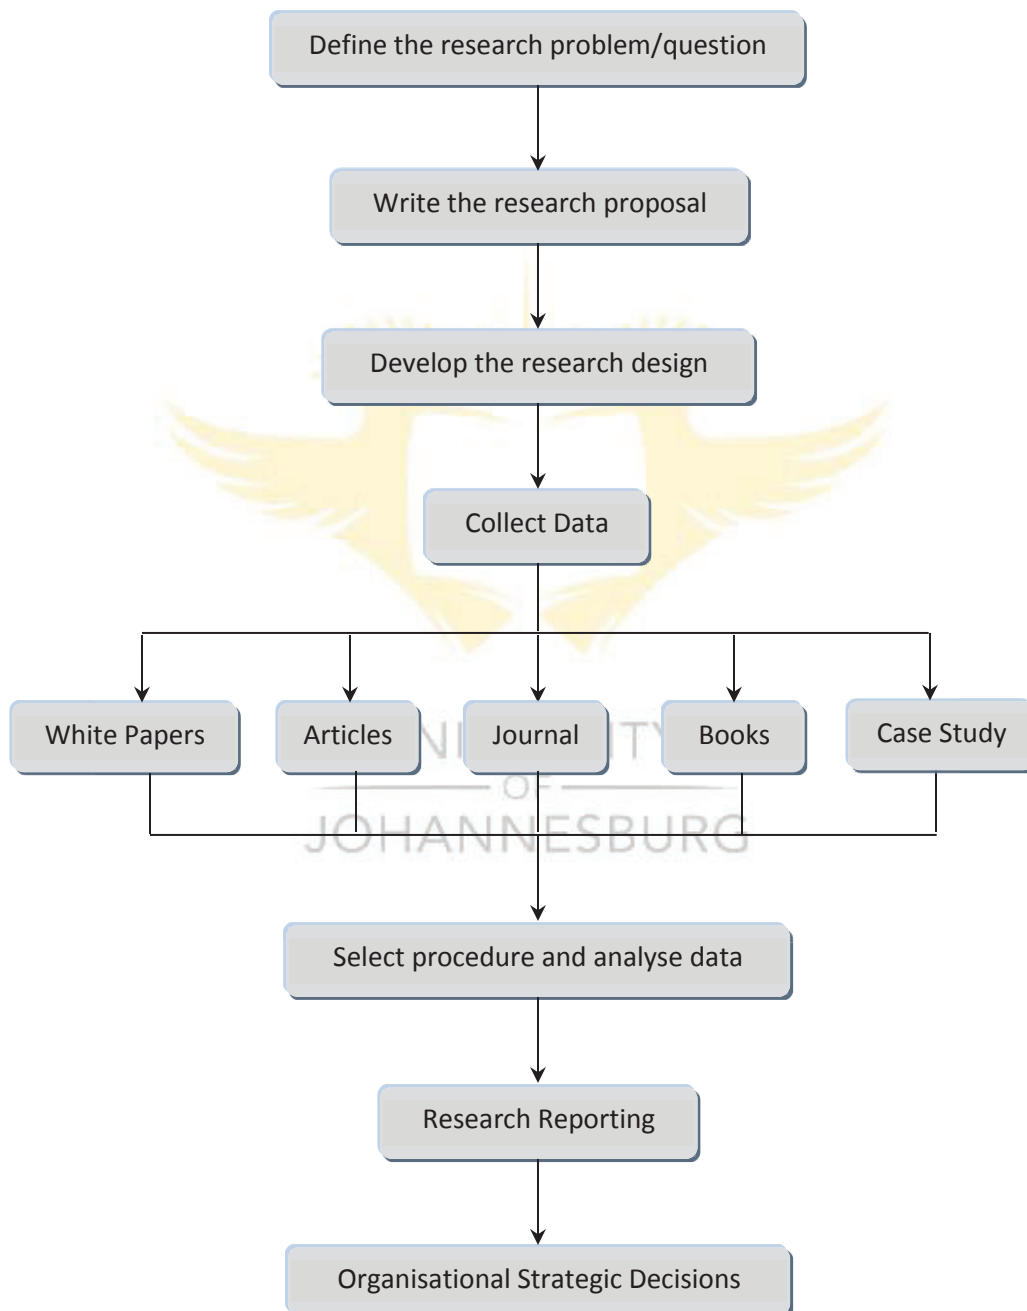 Define the research problem/question
Write the research proposal
Develop the research design
Collect Data
White Papers
Articles
Journal
Books
Case Study
OF
JOHANNESBURG
Select procedure and analyse data
Research Reporting
Organisational Strategic Decisions